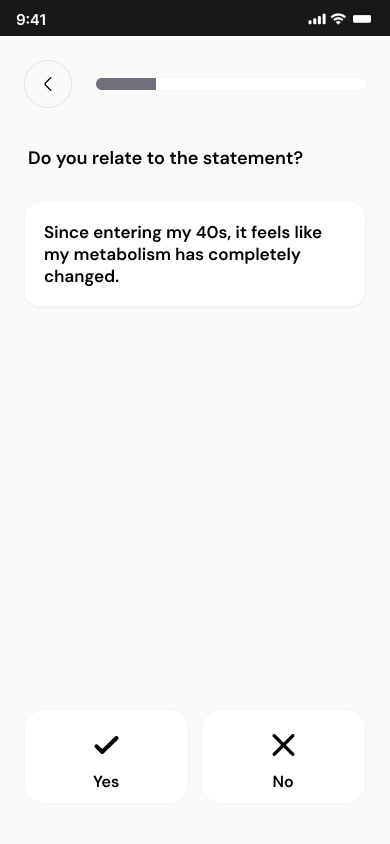 9:41
Do you relate to the statement?
Since entering my 40s, it feels like
my metabolism has completely
changed.
Yes
No